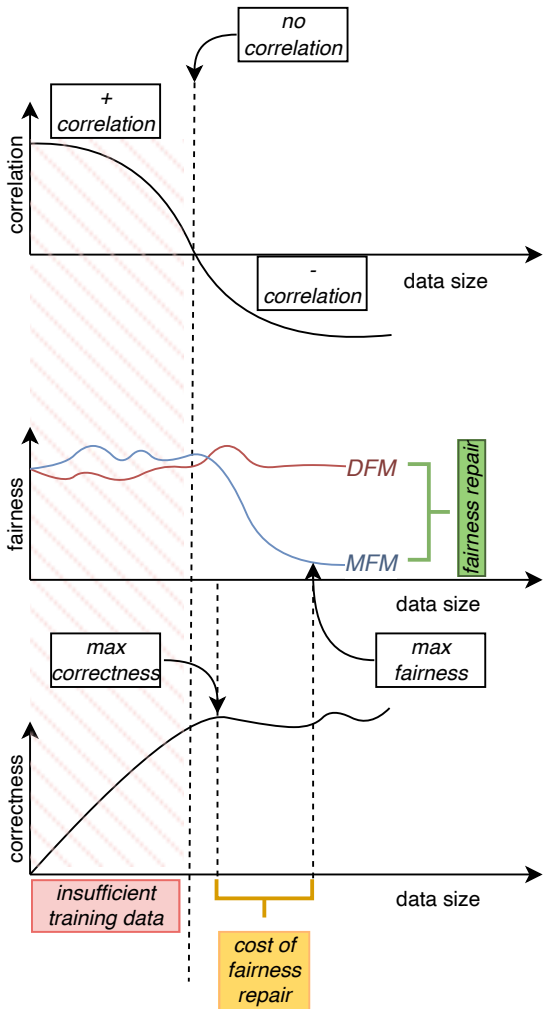 no
correlation
+
correlation
correlation
-
correlation
data size
fairness
DFM
MFM
fairness repair
data size
max
correctness
max
fairness
correctness
insufficient
training data
data size
cost of
fairness
repair